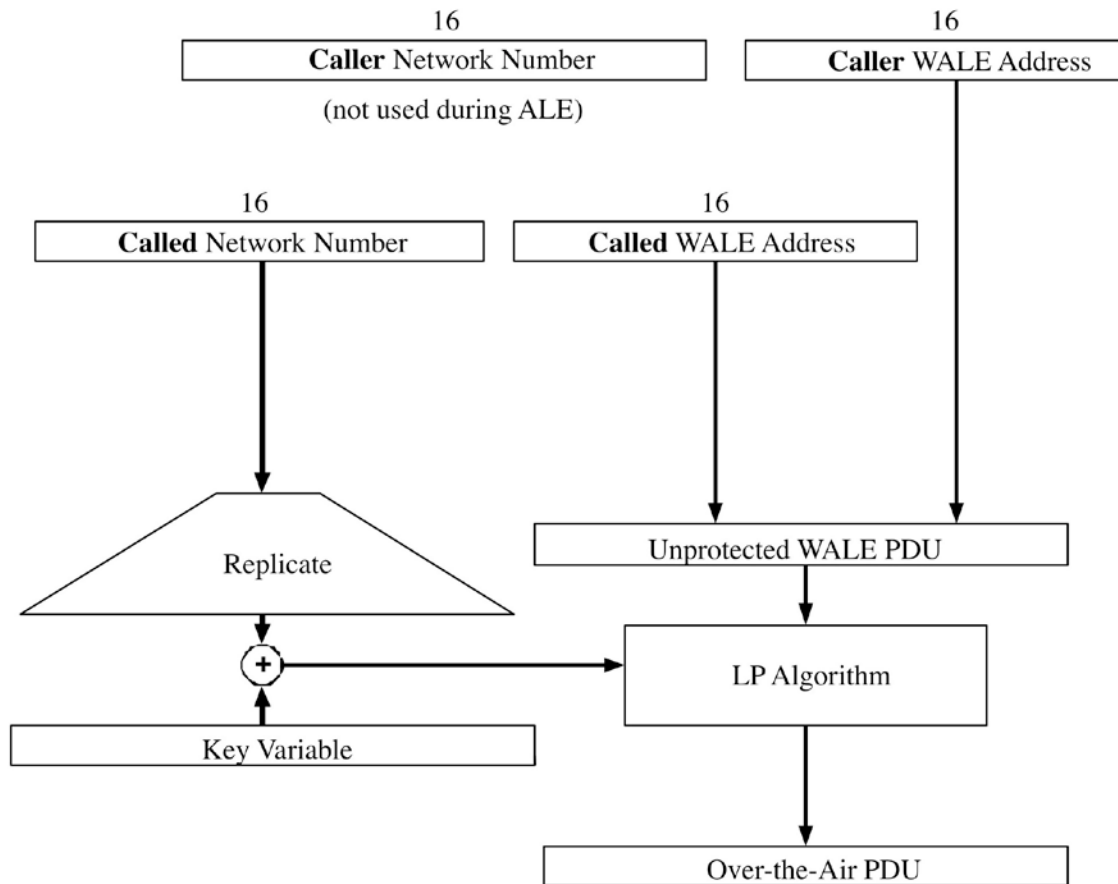 16
16
Caller Network Number
Caller WALE Address
(not used during ALE)
16
16
Called Network Number
Called WALE Address
Replicate
Unprotected WALE PDU
+
LP Algorithm
Key Variable
Over-the-Air PDU